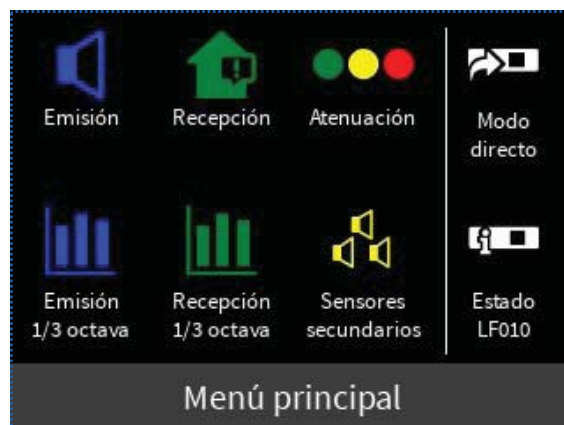 Emisión
Recepción
Atenuación
Modo
directo
Emisión
1/3 octava
Recepción
1/3 octava
Sensores
secundarios
Estado
LF010
Menú principal